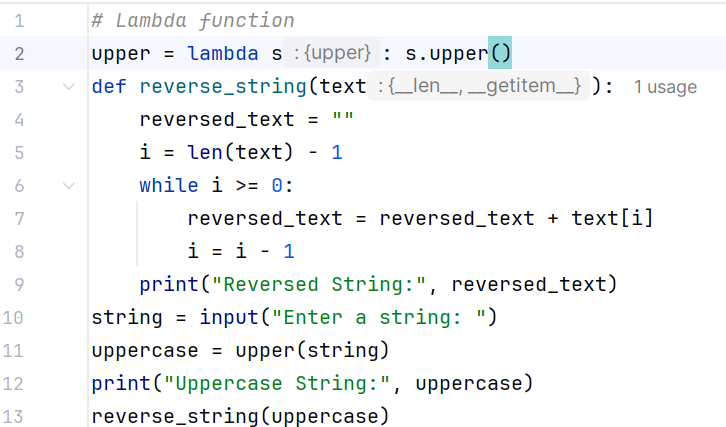 1 # Lambda function
2 upper = lambda s : {upper} : s.upper()
3 def reverse_string(text : {__len__, __getitem__} ): 1 usage
4     reversed_text = ""
5     i = len(text) - 1
6     while i >= 0:
7         reversed_text = reversed_text + text[i]
8         i = i - 1
9     print("Reversed String:", reversed_text)
10 string = input("Enter a string: ")
11 uppercase = upper(string)
12 print("Uppercase String:", uppercase)
13 reverse_string(uppercase)